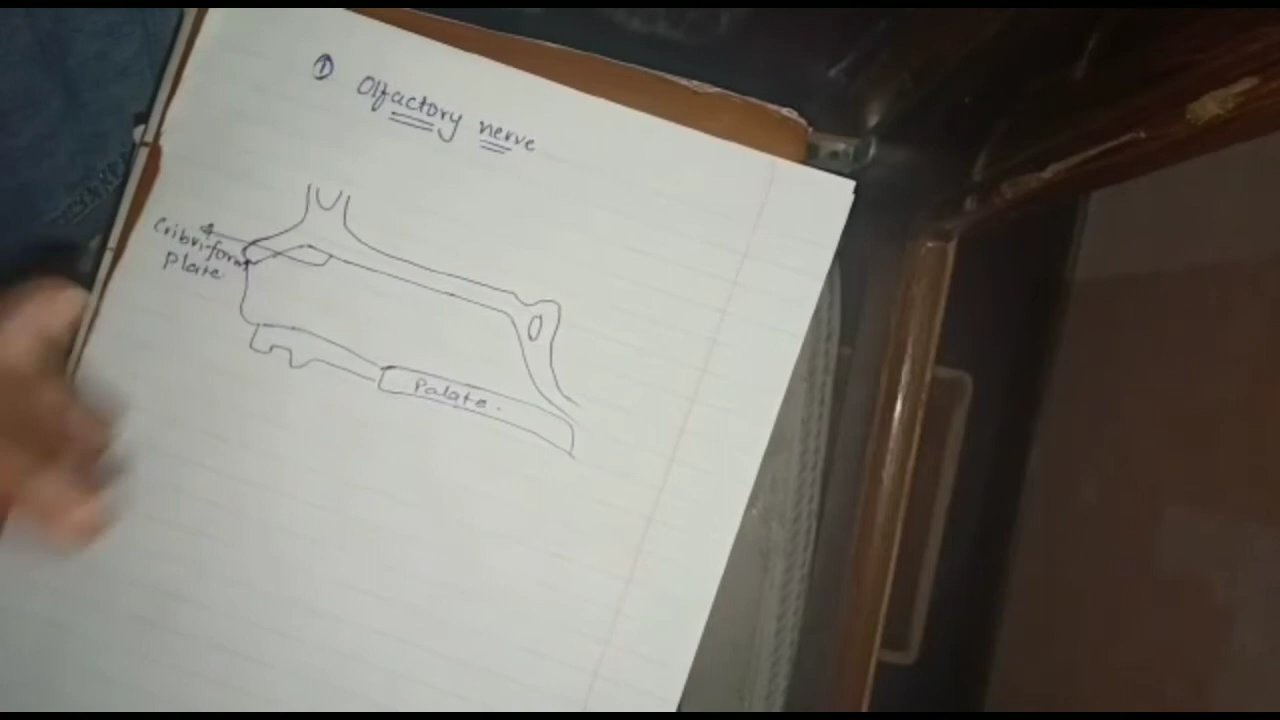 ① Olfactory nerve
Cribriform
Plate
Palate.